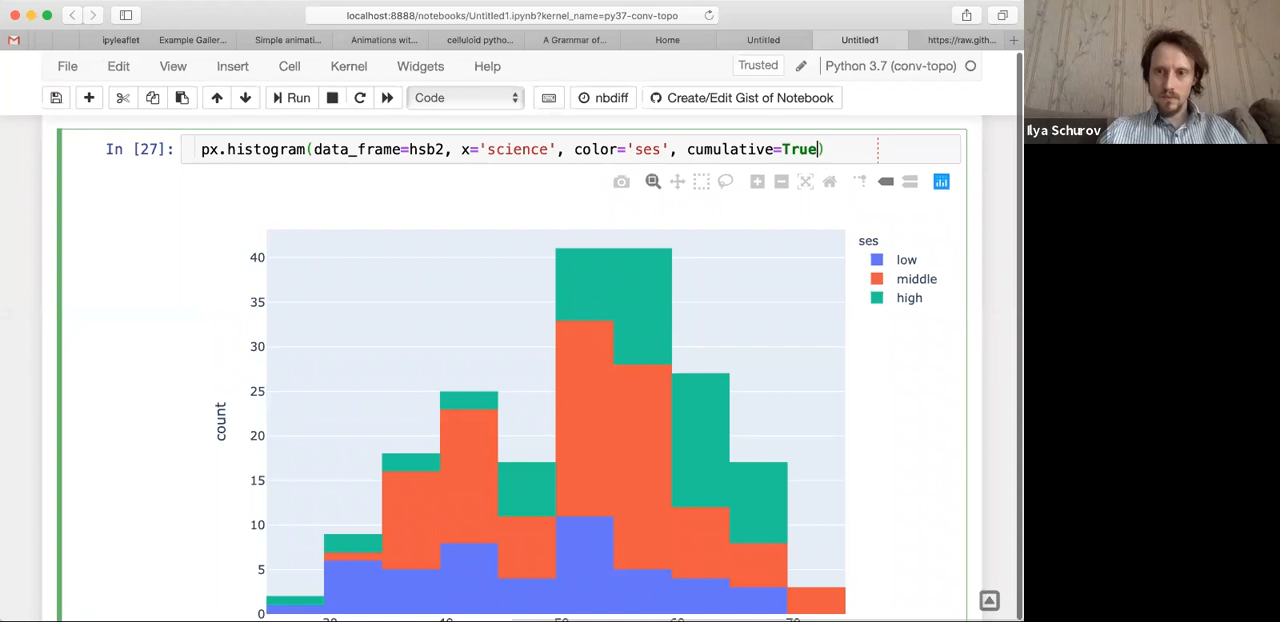 localhost:8888/notebooks/Untitled1.ipynb?kernel_name=py37-conv-topo
ipyleaflet Example Galler... Simple animati... Animations wit... celluloid pytho... A Grammar of... Home Untitled Untitled1 https://raw.gith...
File Edit View Insert Cell Kernel Widgets Help Trusted Python 3.7 (conv-topo)
Run Code nbdiff Create/Edit Gist of Notebook
Ilya Schurov
In [27]: px.histogram(data_frame=hsb2, x='science', color='ses', cumulative=True)
ses
low
middle
high
40
35
30
25
20
15
10
5
0
count